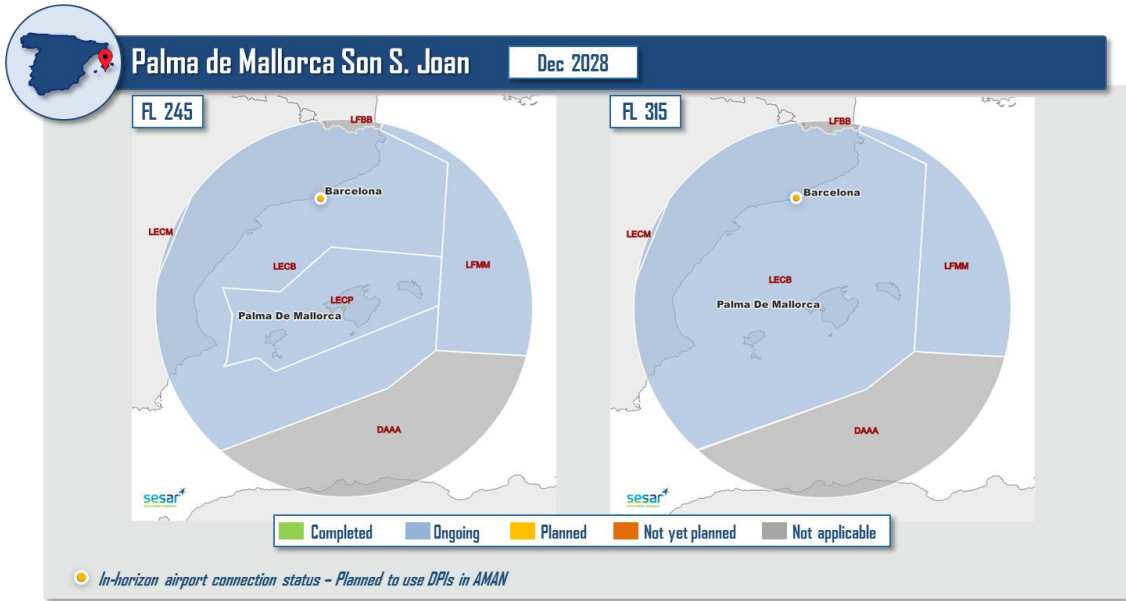 Palma de Mallorca Son S. Joan
Dec 2028
FL 245
LFBB
Barcelona
LECM
LECB
LFMM
LECP
Palma De Mallorca
DAAA
sesar
FL 315
LFBB
Barcelona
LECM
LECB
LFMM
Palma De Mallorca
DAAA
sesar
Completed
Ongoing
Planned
Not yet planned
Not applicable
In-horizon airport connection status – Planned to use DPIs in AMAN